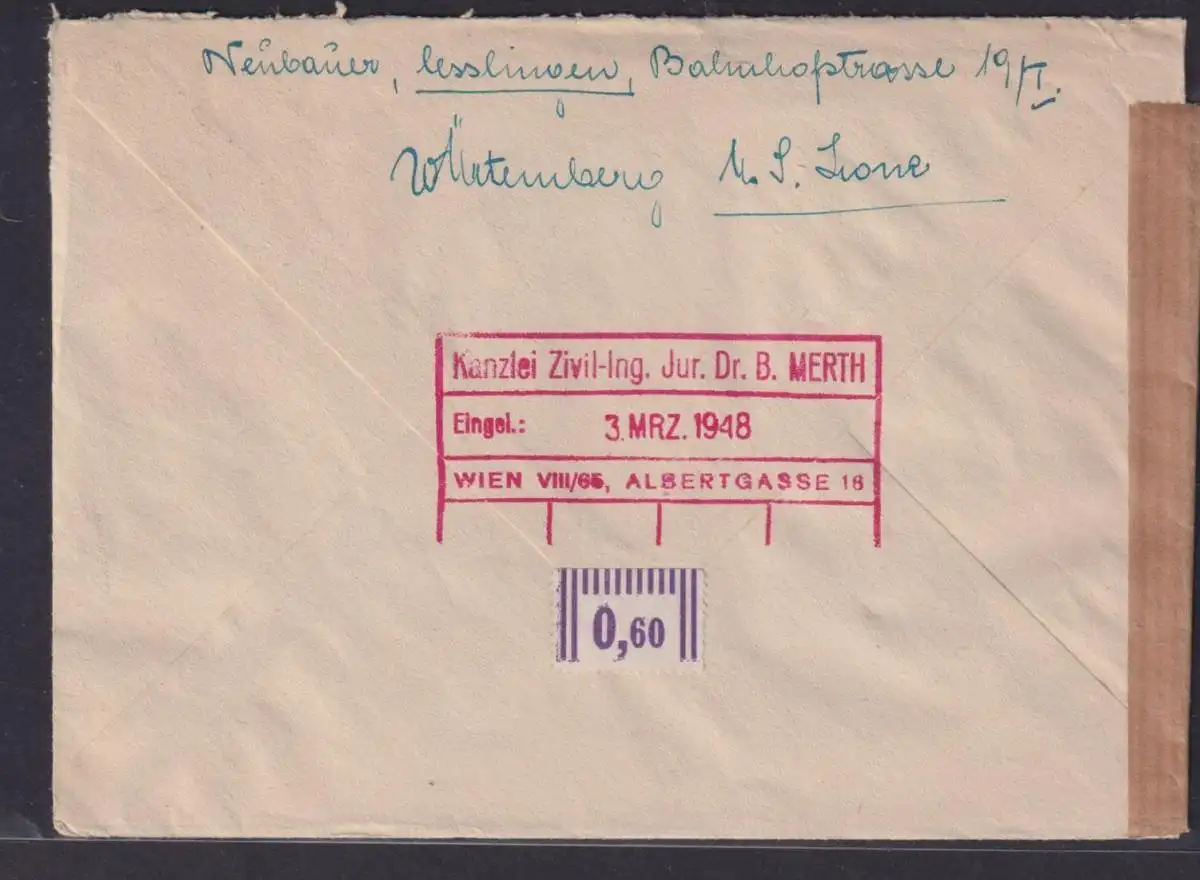 Neubauer, Esslingen, Bahnhofstrasse 19/I.
Württemberg U. S. Zone
Kanzlei Zivil-Ing. Jur. Dr. B. MERTH
Eingel.: 3. MRZ. 1948
WIEN VIII/65, ALBERTGASSE 16
0,60